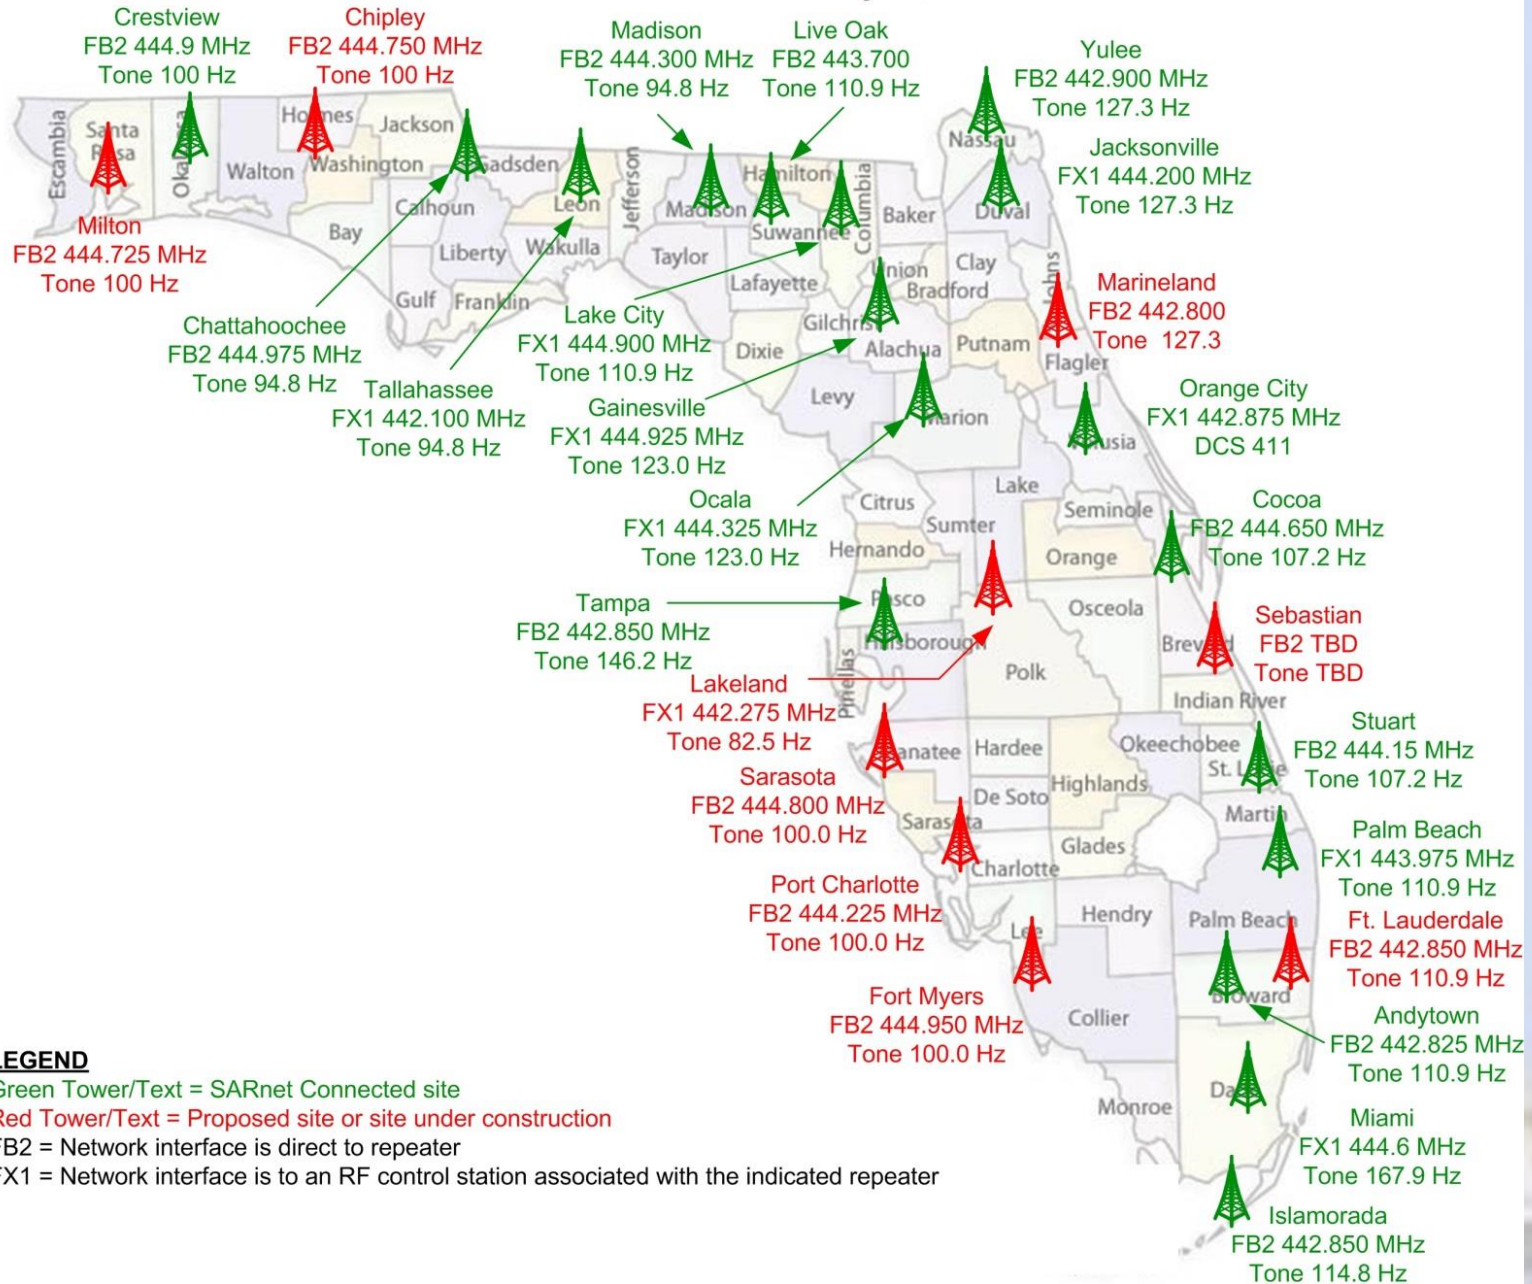 Crestview
FB2 444.9 MHz
Tone 100 Hz
Chipley
FB2 444.750 MHz
Tone 100 Hz
Madison
FB2 444.300 MHz
Tone 94.8 Hz
Live Oak
FB2 443.700
Tone 110.9 Hz
Yulee
FB2 442.900 MHz
Tone 127.3 Hz
Jacksonville
FX1 444.200 MHz
Tone 127.3 Hz
Milton
FB2 444.725 MHz
Tone 100 Hz
Chattahoochee
FB2 444.975 MHz
Tone 94.8 Hz
Tallahassee
FX1 442.100 MHz
Tone 94.8 Hz
Lake City
FX1 444.900 MHz
Tone 110.9 Hz
Gainesville
FX1 444.925 MHz
Tone 123.0 Hz
Marineland
FB2 442.800
Tone 127.3
Orange City
FX1 442.875 MHz
DCS 411
Ocala
FX1 444.325 MHz
Tone 123.0 Hz
Cocoa
FB2 444.650 MHz
Tone 107.2 Hz
Tampa
FB2 442.850 MHz
Tone 146.2 Hz
Sebastian
FB2 TBD
Tone TBD
Lakeland
FX1 442.275 MHz
Tone 82.5 Hz
Stuart
FB2 444.15 MHz
Tone 107.2 Hz
Sarasota
FB2 444.800 MHz
Tone 100.0 Hz
Palm Beach
FX1 443.975 MHz
Tone 110.9 Hz
Port Charlotte
FB2 444.225 MHz
Tone 100.0 Hz
Ft. Lauderdale
FB2 442.850 MHz
Tone 110.9 Hz
Fort Myers
FB2 444.950 MHz
Tone 100.0 Hz
Andytown
FB2 442.825 MHz
Tone 110.9 Hz
Miami
FX1 444.6 MHz
Tone 167.9 Hz
Islamorada
FB2 442.850 MHz
Tone 114.8 Hz
Escambia
Santa
Walton
Washington
Jackson
Bay
Calhoun
Gulf
Liberty
Franklin
Gadsden
Leon
Wakulla
Jefferson
Madison
Taylor
Hamilton
Suwannee
Lafayette
Dixie
Columbia
Baker
Nassau
Duval
Union
Bradford
Clay
Gilchris
Alachua
Putnam
Flagler
Levy
Marion
Citrus
Sumter
Lake
Seminole
Hernando
Orange
Pasco
Osceola
Hillsborough
Pinellas
Polk
Indian River
Hardee
Okeechobee
Highlands
De Soto
Martin
Glades
Charlotte
Hendry
Palm Beach
Lee
Collier
Broward
Monroe
LEGEND
Green Tower/Text = SARnet Connected site
Red Tower/Text = Proposed site or site under construction
FB2 = Network interface is direct to repeater
FX1 = Network interface is to an RF control station associated with the indicated repeater